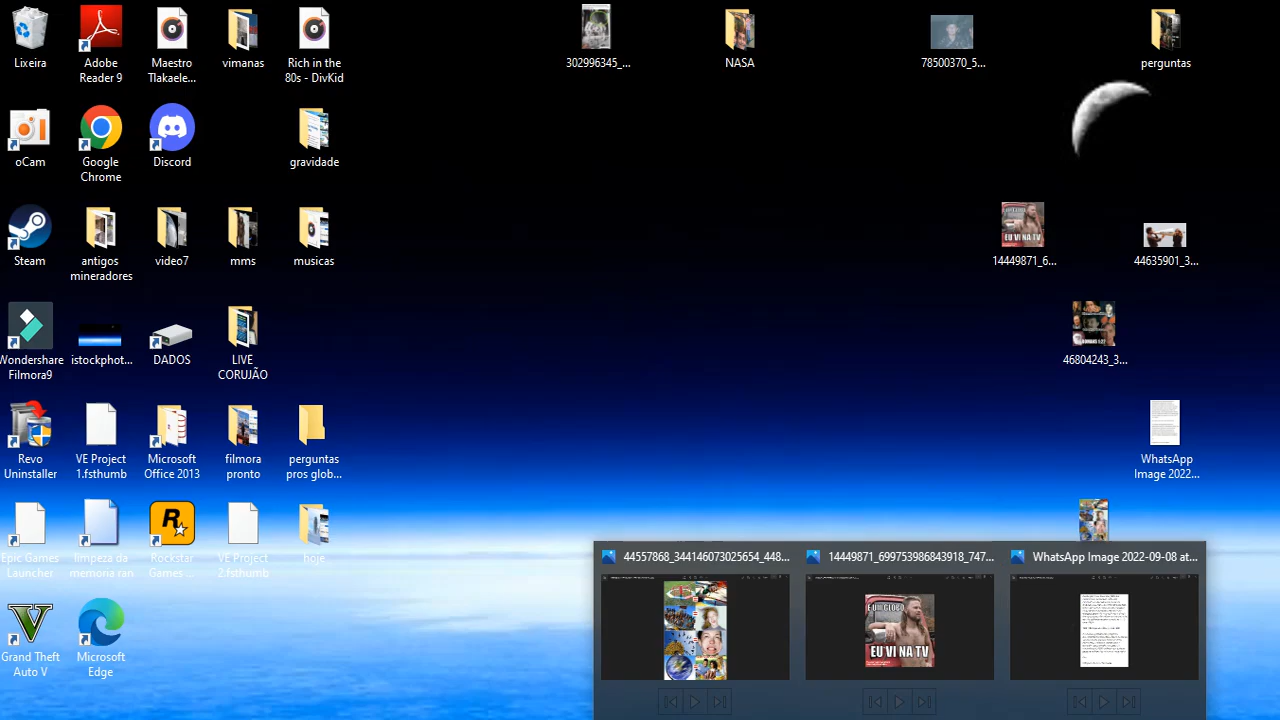 Lixeira
Adobe
Reader 9
Maestro
Tlakaele...
vimanas
Rich in the
80s - DivKid
302996345_...
NASA
78500370_5...
perguntas
oCam
Google
Chrome
Discord
gravidade
Steam
antigos
mineradores
video7
mms
musicas
EU VI NA TV
14449871_6...
44635901_3...
Wondershare
Filmora9
istockphot...
DADOS
LIVE
CORUJÃO
46804243_3...
Revo
Uninstaller
VE Project
1.fsthumb
Microsoft
Office 2013
filmora
pronto
perguntas
pros glob...
WhatsApp
Image 2022...
Epic Games
Launcher
limpeza da
memoria ran
Rockstar
Games ...
VE Project
2.fsthumb
hoje
Grand Theft
Auto V
Microsoft
Edge
44557868_344146073025654_448...
14449871_699753986843918_747...
WhatsApp Image 2022-09-08 at...
É UM GLOBO
EU VI NA TV